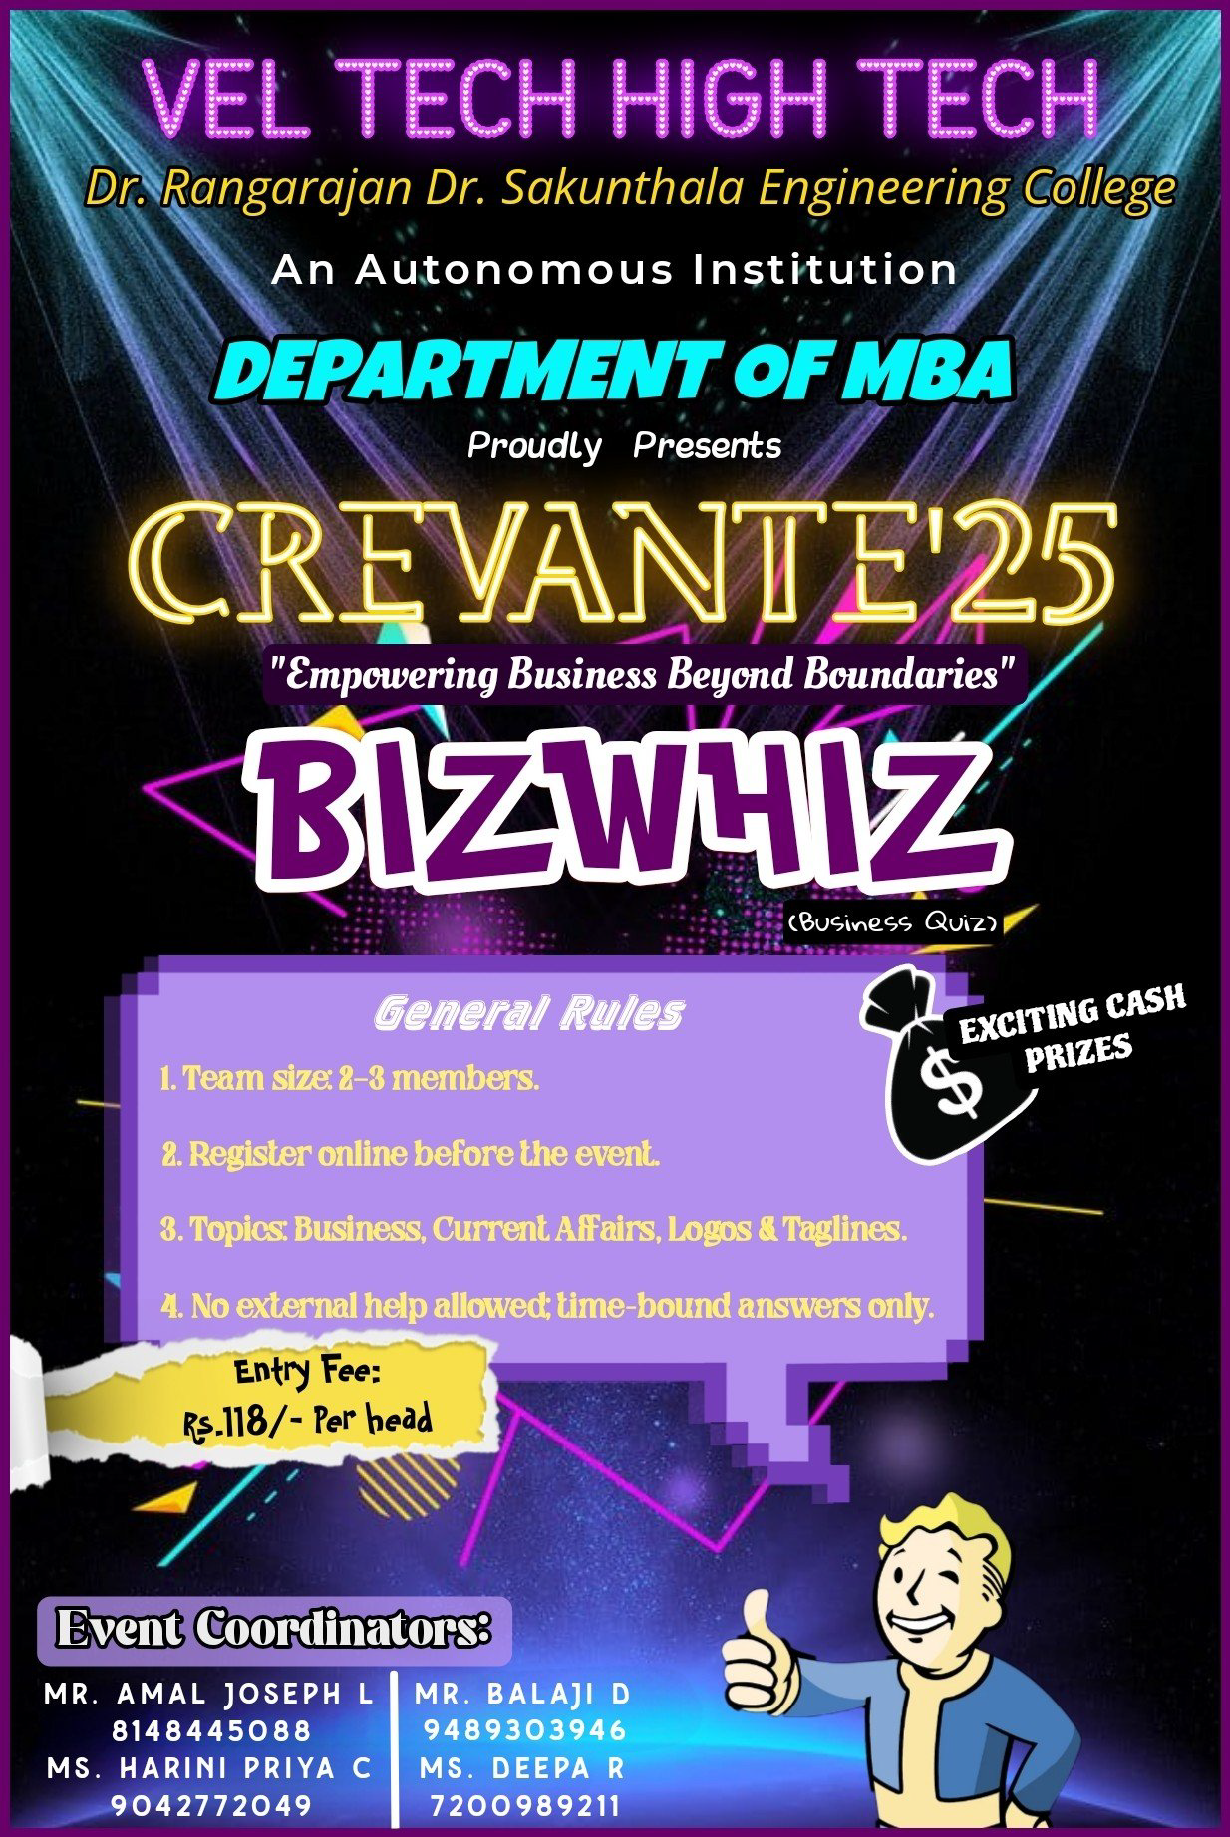 VEL TECH HIGH TECH
Dr. Rangarajan Dr. Sakunthala Engineering College
An Autonomous Institution
DEPARTMENT OF MBA
Proudly Presents
CREVANTE'25
"Empowering Business Beyond Boundaries"
BIZWHIZ
(Business Quiz)
General Rules
EXCITING CASH
PRIZES
$
1. Team size: 2-3 members.
2. Register online before the event.
3. Topics: Business, Current Affairs, Logos & Taglines.
4. No external help allowed; time-bound answers only.
Entry Fee:
Rs.118/- Per head
Event Coordinators:
MR. AMAL JOSEPH L
8148445088
MS. HARINI PRIYA C
9042772049
MR. BALAJI D
9489303946
MS. DEEPA R
7200989211